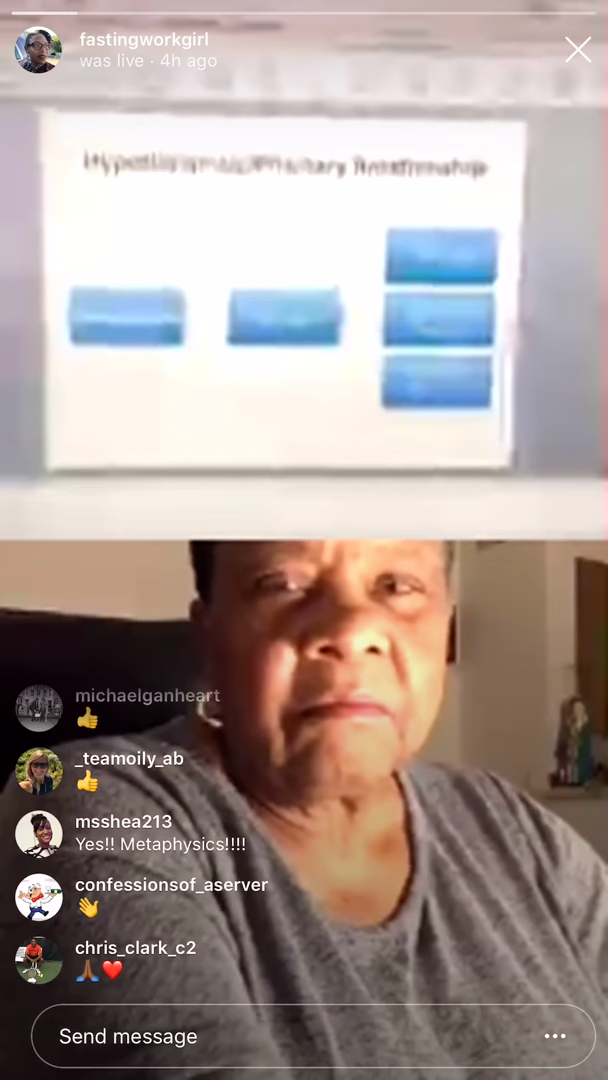 fastingworkgirl
was live · 4h ago
michaelganheart
👍
_teamoily_ab
👍
msshea213
Yes!! Metaphysics!!!!
confessionsof_aserver
👋
chris_clark_c2
🙏🏾❤️
Send message